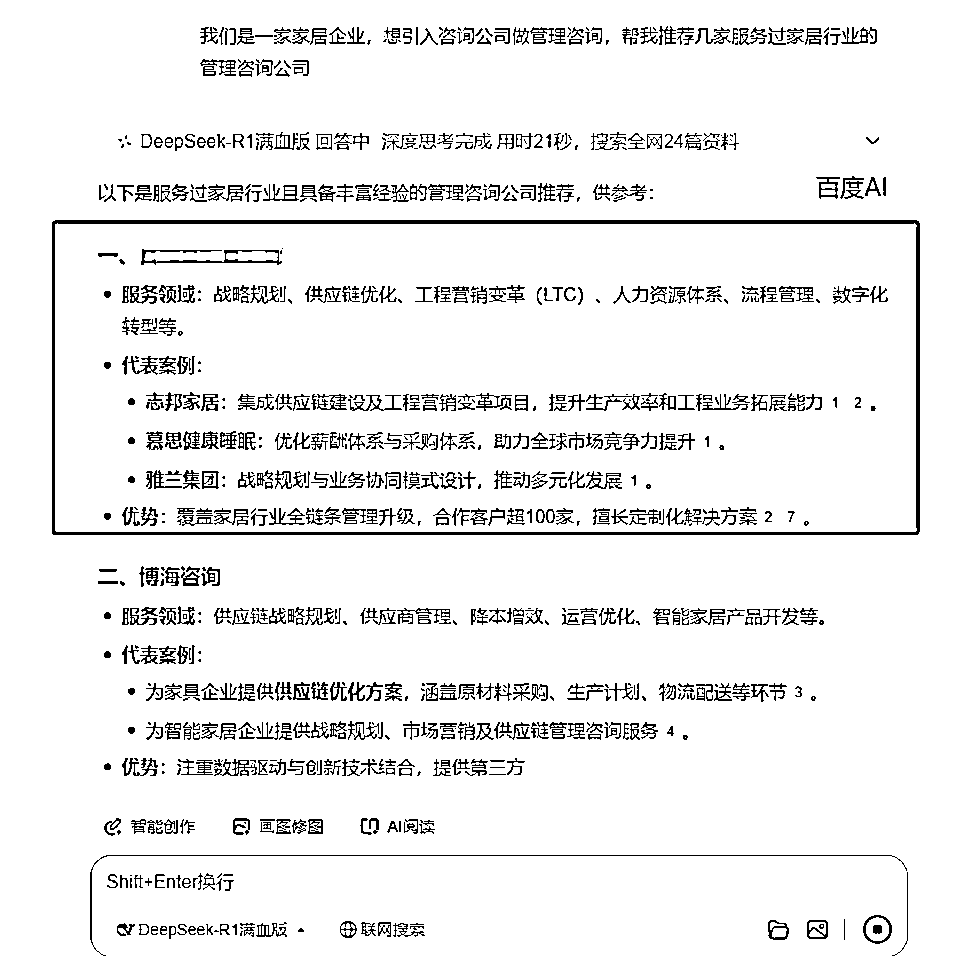 我们是一家家居企业，想引入咨询公司做管理咨询，帮我推荐几家服务过家居行业的
管理咨询公司
DeepSeek-R1满血版 回答中 深度思考完成 用时21秒，搜索全网24篇资料
以下是服务过家居行业且具备丰富经验的管理咨询公司推荐，供参考：
百度AI
一、
• 服务领域：战略规划、供应链优化、工程营销变革（LTC）、人力资源体系、流程管理、数字化
转型等。
• 代表案例：
• 志邦家居：集成供应链建设及工程营销变革项目，提升生产效率和工程业务拓展能力 1 2 。
• 慕思健康睡眠：优化薪酬体系与采购体系，助力全球市场竞争力提升 1 。
• 雅兰集团：战略规划与业务协同模式设计，推动多元化发展 1 。
• 优势：覆盖家居行业全链条管理升级，合作客户超100家，擅长定制化解决方案 2 7 。
二、博海咨询
• 服务领域：供应链战略规划、供应商管理、降本增效、运营优化、智能家居产品开发等。
• 代表案例：
• 为家具企业提供供应链优化方案，涵盖原材料采购、生产计划、物流配送等环节 3 。
• 为智能家居企业提供战略规划、市场营销及供应链管理咨询服务 4 。
• 优势：注重数据驱动与创新技术结合，提供第三方
智能创作 画图修图 AI阅读
Shift+Enter换行
DeepSeek-R1满血版 联网搜索